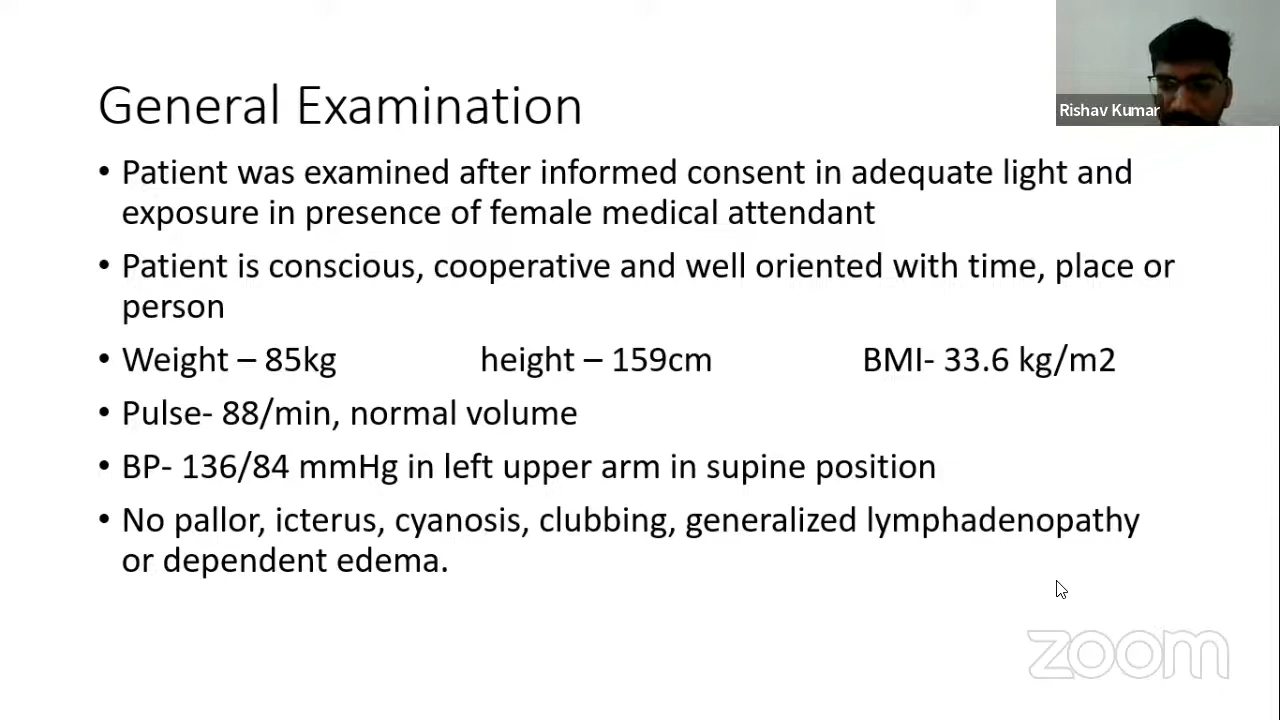 Rishav Kumar
General Examination
• Patient was examined after informed consent in adequate light and
exposure in presence of female medical attendant
• Patient is conscious, cooperative and well oriented with time, place or
person
• Weight – 85kg height – 159cm BMI- 33.6 kg/m2
• Pulse- 88/min, normal volume
• BP- 136/84 mmHg in left upper arm in supine position
• No pallor, icterus, cyanosis, clubbing, generalized lymphadenopathy
or dependent edema.
zoom